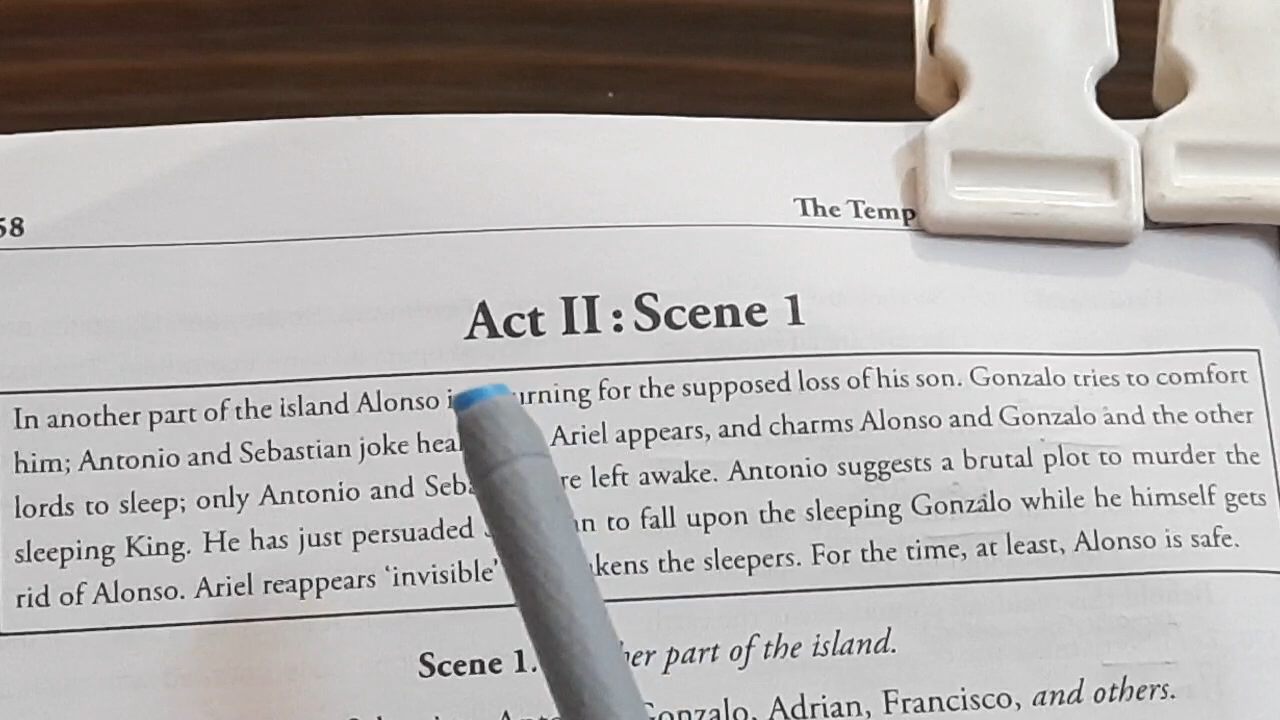 58
The Temp
Act II : Scene 1
In another part of the island Alonso urning for the supposed loss of his son. Gonzalo tries to comfort
him; Antonio and Sebastian joke hea Ariel appears, and charms Alonso and Gonzalo and the other
lords to sleep; only Antonio and Seb re left awake. Antonio suggests a brutal plot to murder the
sleeping King. He has just persuaded n to fall upon the sleeping Gonzalo while he himself gets
rid of Alonso. Ariel reappears 'invisible' kens the sleepers. For the time, at least, Alonso is safe.
Scene 1. her part of the island.
Gonzalo, Adrian, Francisco, and others.